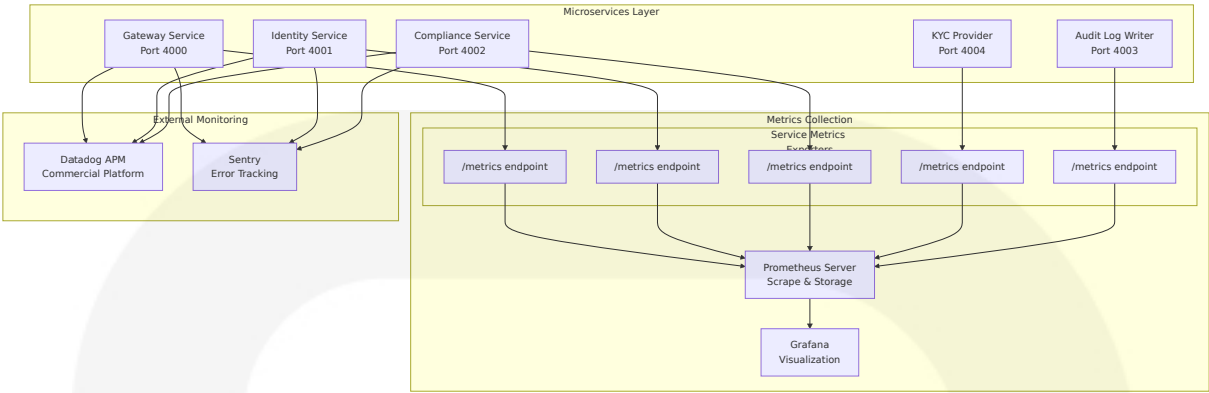 Microservices Layer
Gateway Service
Port 4000
Identity Service
Port 4001
Compliance Service
Port 4002
KYC Provider
Port 4004
Audit Log Writer
Port 4003
External Monitoring
Datadog APM
Commercial Platform
Sentry
Error Tracking
Metrics Collection
Service Metrics
Exporters
/metrics endpoint
/metrics endpoint
/metrics endpoint
/metrics endpoint
/metrics endpoint
Prometheus Server
Scrape & Storage
Grafana
Visualization